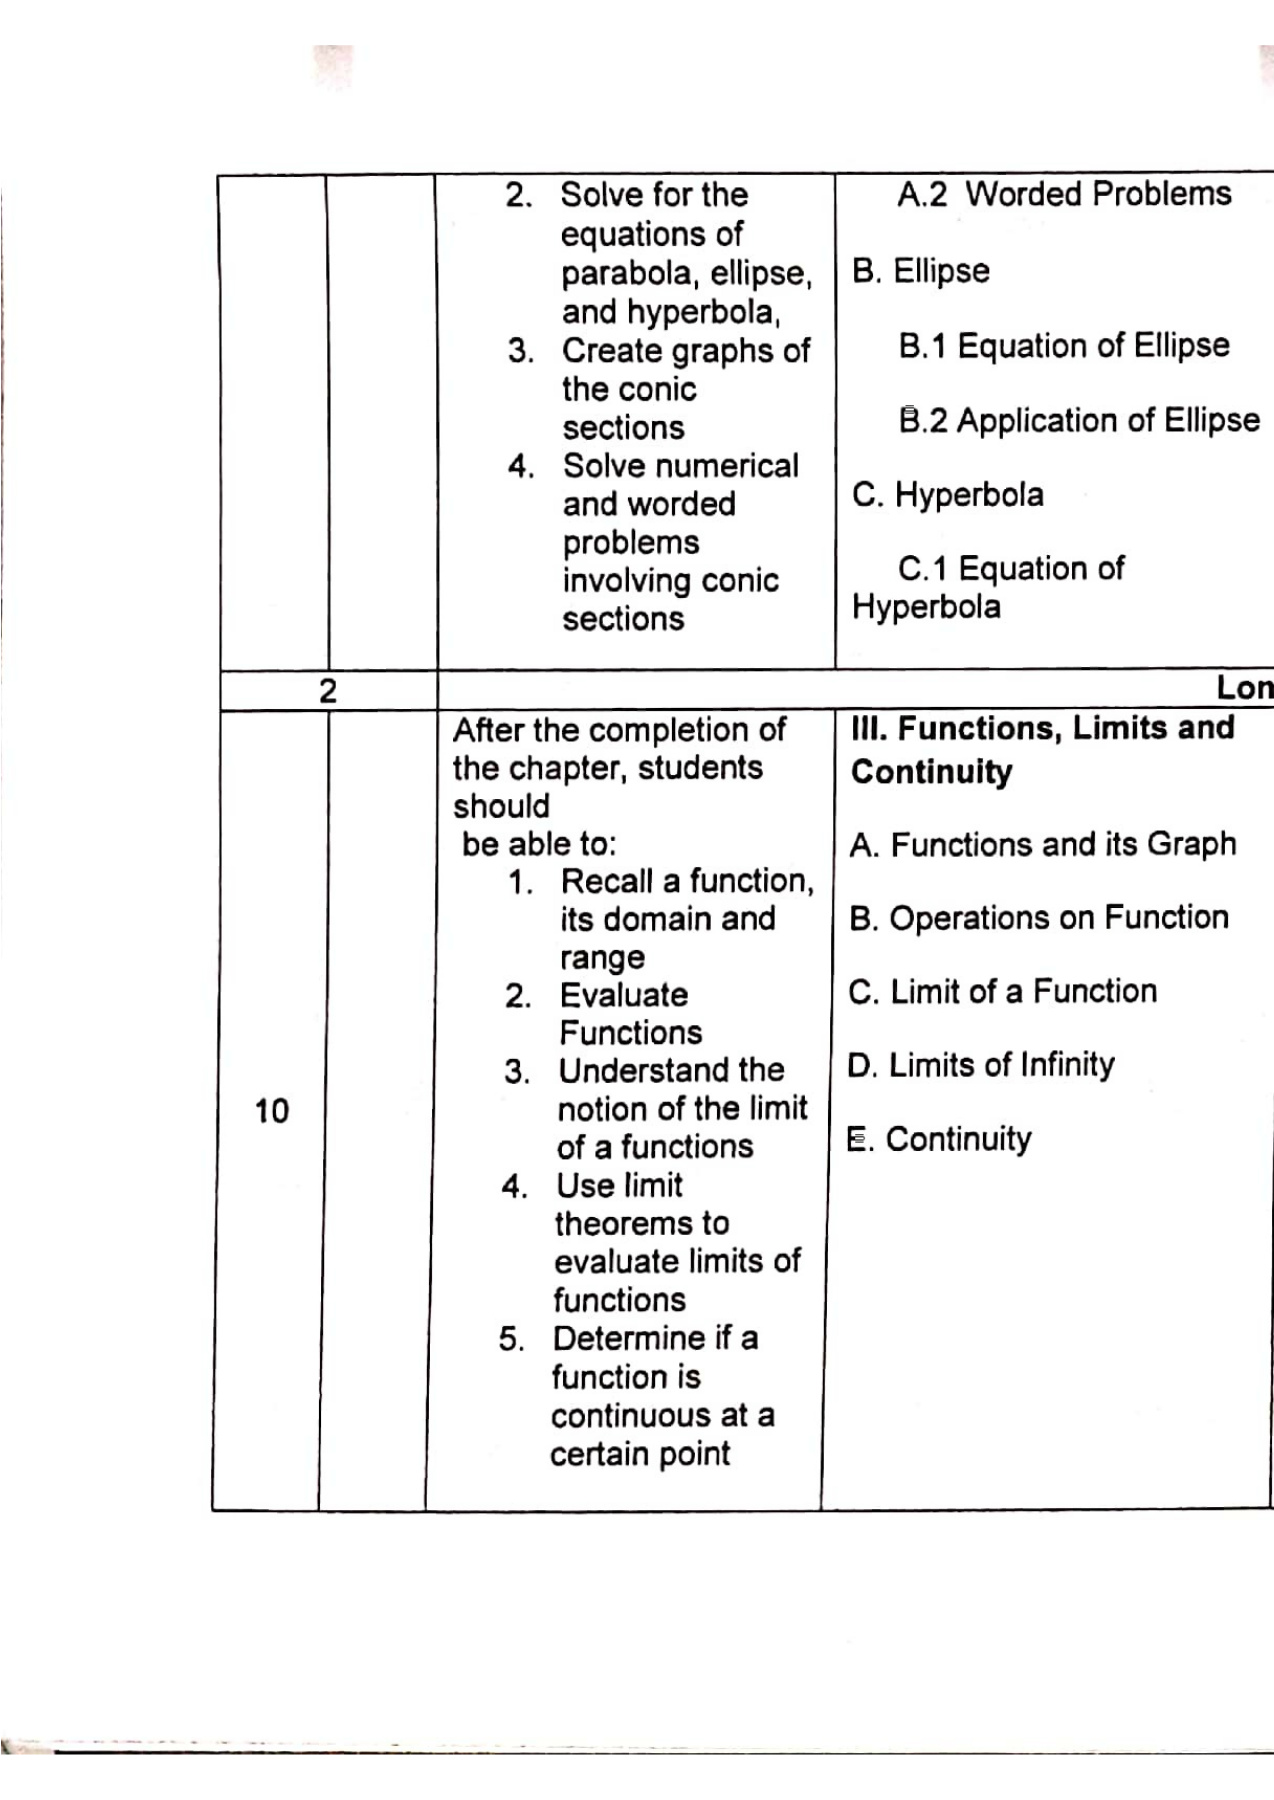 2. Solve for the
equations of
parabola, ellipse,
and hyperbola,
3. Create graphs of
the conic
sections
4. Solve numerical
and worded
problems
involving conic
sections
A.2 Worded Problems
B. Ellipse
B.1 Equation of Ellipse
B.2 Application of Ellipse
C. Hyperbola
C.1 Equation of
Hyperbola
2
Lon
10
After the completion of
the chapter, students
should
be able to:
1. Recall a function,
its domain and
range
2. Evaluate
Functions
3. Understand the
notion of the limit
of a functions
4. Use limit
theorems to
evaluate limits of
functions
5. Determine if a
function is
continuous at a
certain point
III. Functions, Limits and
Continuity
A. Functions and its Graph
B. Operations on Function
C. Limit of a Function
D. Limits of Infinity
E. Continuity